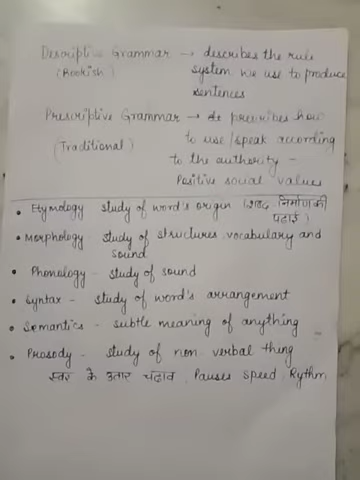 Descriptive Grammar → describes the rule
(Bookish) system we use to produce
sentences
Prescriptive Grammar → prescribes how
(Traditional) to use/speak according
to the authority -
Positive social values
• Etymology study of word's origin (शब्द निर्माण की
पढाई)
• Morphology - study of structures, vocabulary and
sound
• Phonology - study of sound
• Syntax - study of word's arrangement
• Semantics - subtle meaning of anything
• Prosody - study of non verbal thing
स्वर के उतार चढाव, Pauses speed, Rythm